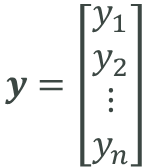 y = [y₁
y₂
⋮
yₙ]